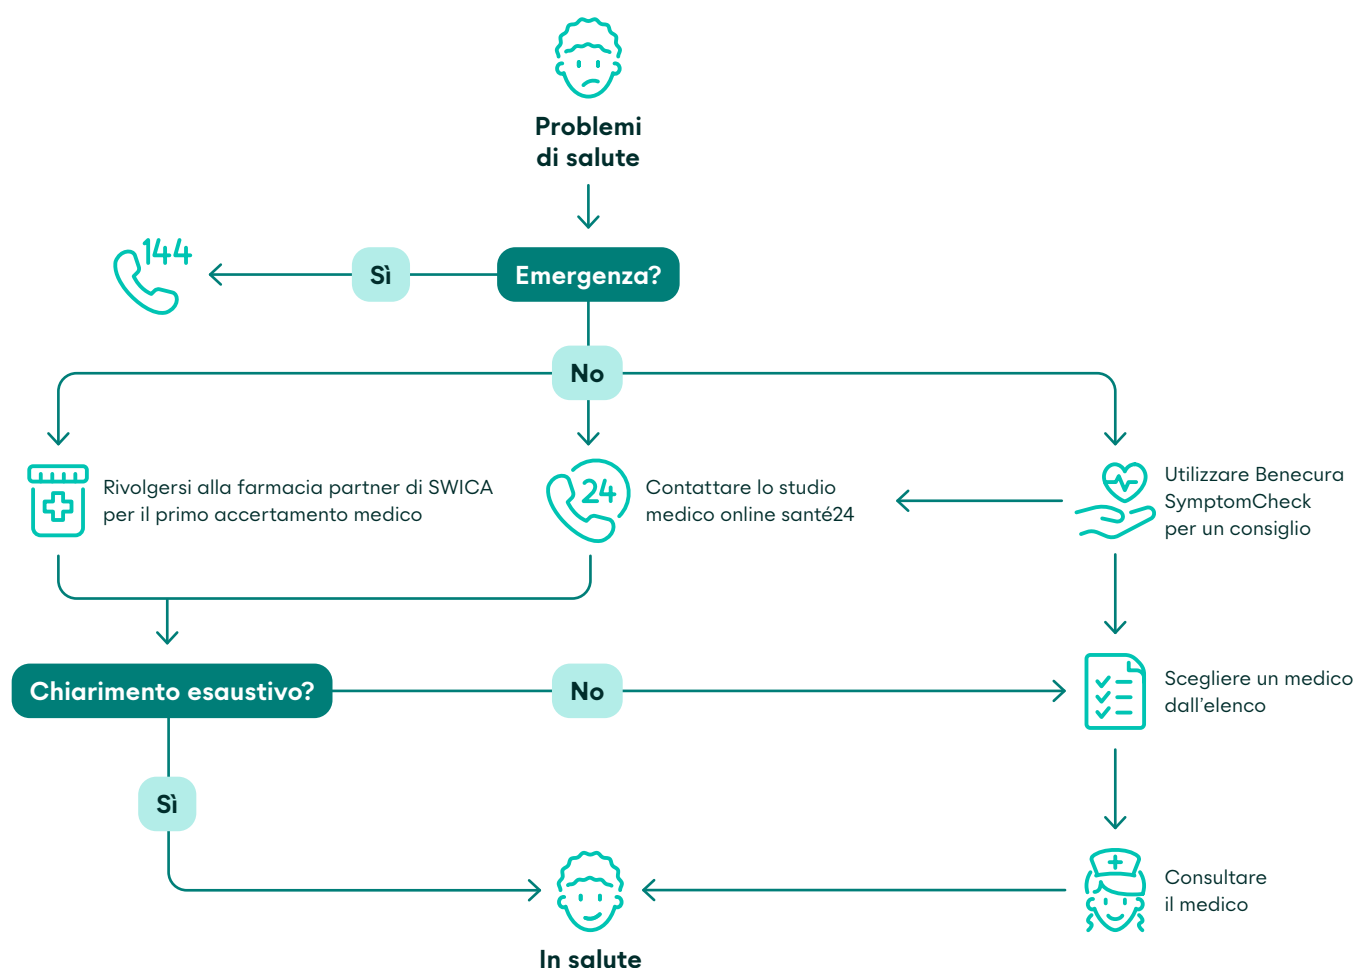 Problemi
di salute
144
Sì
Emergenza?
No
Rivolgersi alla farmacia partner di SWICA
per il primo accertamento medico
24
Contattare lo studio
medico online santé24
Utilizzare Benecura
SymptomCheck
per un consiglio
Chiarimento esaustivo?
No
Scegliere un medico
dall’elenco
Sì
Consultare
il medico
In salute